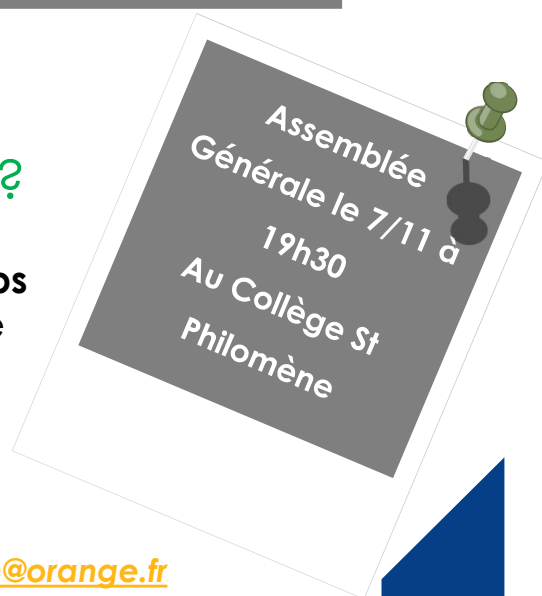 ?
Assemblée
Générale le 7/11 à
19h30
Au Collège St
Philomène
@orange.fr